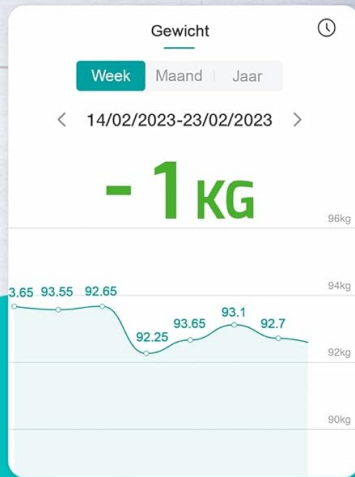 Gewicht
Week Maand Jaar
14/02/2023-23/02/2023
- 1 KG
96kg
94kg
3.65 93.55 92.65
92.25 93.65 93.1 92.7
92kg
90kg